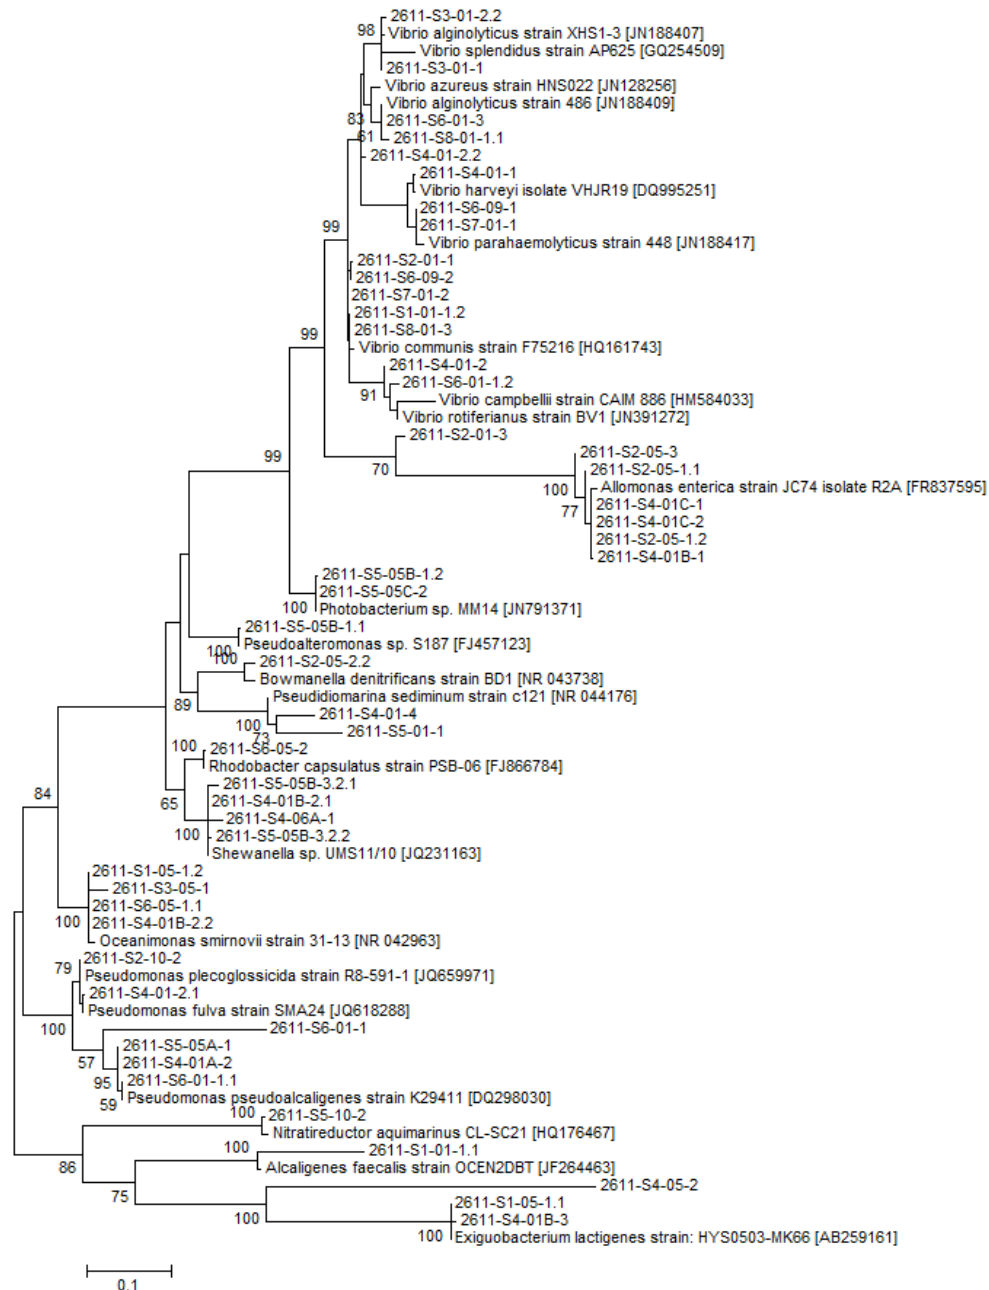 2611-S3-01-2.2
98
Vibrio alginolyticus strain XHS1-3 [JN188407]
Vibrio splendidus strain AP625 [GQ254509]
2611-S3-01-1
Vibrio azureus strain HNS022 [JN128256]
Vibrio alginolyticus strain 486 [JN188409]
83
2611-S6-01-3
61
2611-S8-01-1.1
2611-S4-01-2.2
2611-S4-01-1
Vibrio harveyi isolate VHJR19 [DQ995251]
2611-S6-09-1
99
2611-S7-01-1
Vibrio parahaemolyticus strain 448 [JN188417]
2611-S2-01-1
2611-S6-09-2
2611-S7-01-2
2611-S1-01-1.2
99
2611-S8-01-3
Vibrio communis strain F75216 [HQ161743]
2611-S4-01-2
2611-S6-01-1.2
91
Vibrio campbellii strain CAIM 886 [HM584033]
Vibrio rotiferianus strain BV1 [JN391272]
2611-S2-01-3
99
2611-S2-05-3
70
2611-S2-05-1.1
100
Allomonas enterica strain JC74 isolate R2A [FR837595]
2611-S4-01C-1
77
2611-S4-01C-2
2611-S2-05-1.2
2611-S4-01B-1
2611-S5-05B-1.2
2611-S5-05C-2
100
Photobacterium sp. MM14 [JN791371]
2611-S5-05B-1.1
Pseudoalteromonas sp. S187 [FJ457123]
100
100
2611-S2-05-2.2
Bowmanella denitrificans strain BD1 [NR 043738]
89
Pseudidiomarina sediminum strain c121 [NR 044176]
2611-S4-01-4
100
2611-S5-01-1
73
100
2611-S6-05-2
Rhodobacter capsulatus strain PSB-06 [FJ866784]
2611-S5-05B-3.2.1
84
65
2611-S4-01B-2.1
2611-S4-06A-1
100
2611-S5-05B-3.2.2
Shewanella sp. UMS11/10 [JQ231163]
2611-S1-05-1.2
2611-S3-05-1
2611-S6-05-1.1
100
2611-S4-01B-2.2
Oceanimonas smirnovii strain 31-13 [NR 042963]
2611-S2-10-2
79
Pseudomonas plecoglossicida strain R8-591-1 [JQ659971]
2611-S4-01-2.1
Pseudomonas fulva strain SMA24 [JQ618288]
100
2611-S6-01-1
2611-S5-05A-1
57
2611-S4-01A-2
95
2611-S6-01-1.1
Pseudomonas pseudoalcaligenes strain K29411 [DQ298030]
59
100
2611-S5-10-2
Nitratireductor aquimarinus CL-SC21 [HQ176467]
100
2611-S1-01-1.1
86
Alcaligenes faecalis strain OCEN2DBT [JF264463]
2611-S4-05-2
75
2611-S1-05-1.1
100
2611-S4-01B-3
100
Exiguobacterium lactigenes strain: HYS0503-MK66 [AB259161]
0.1